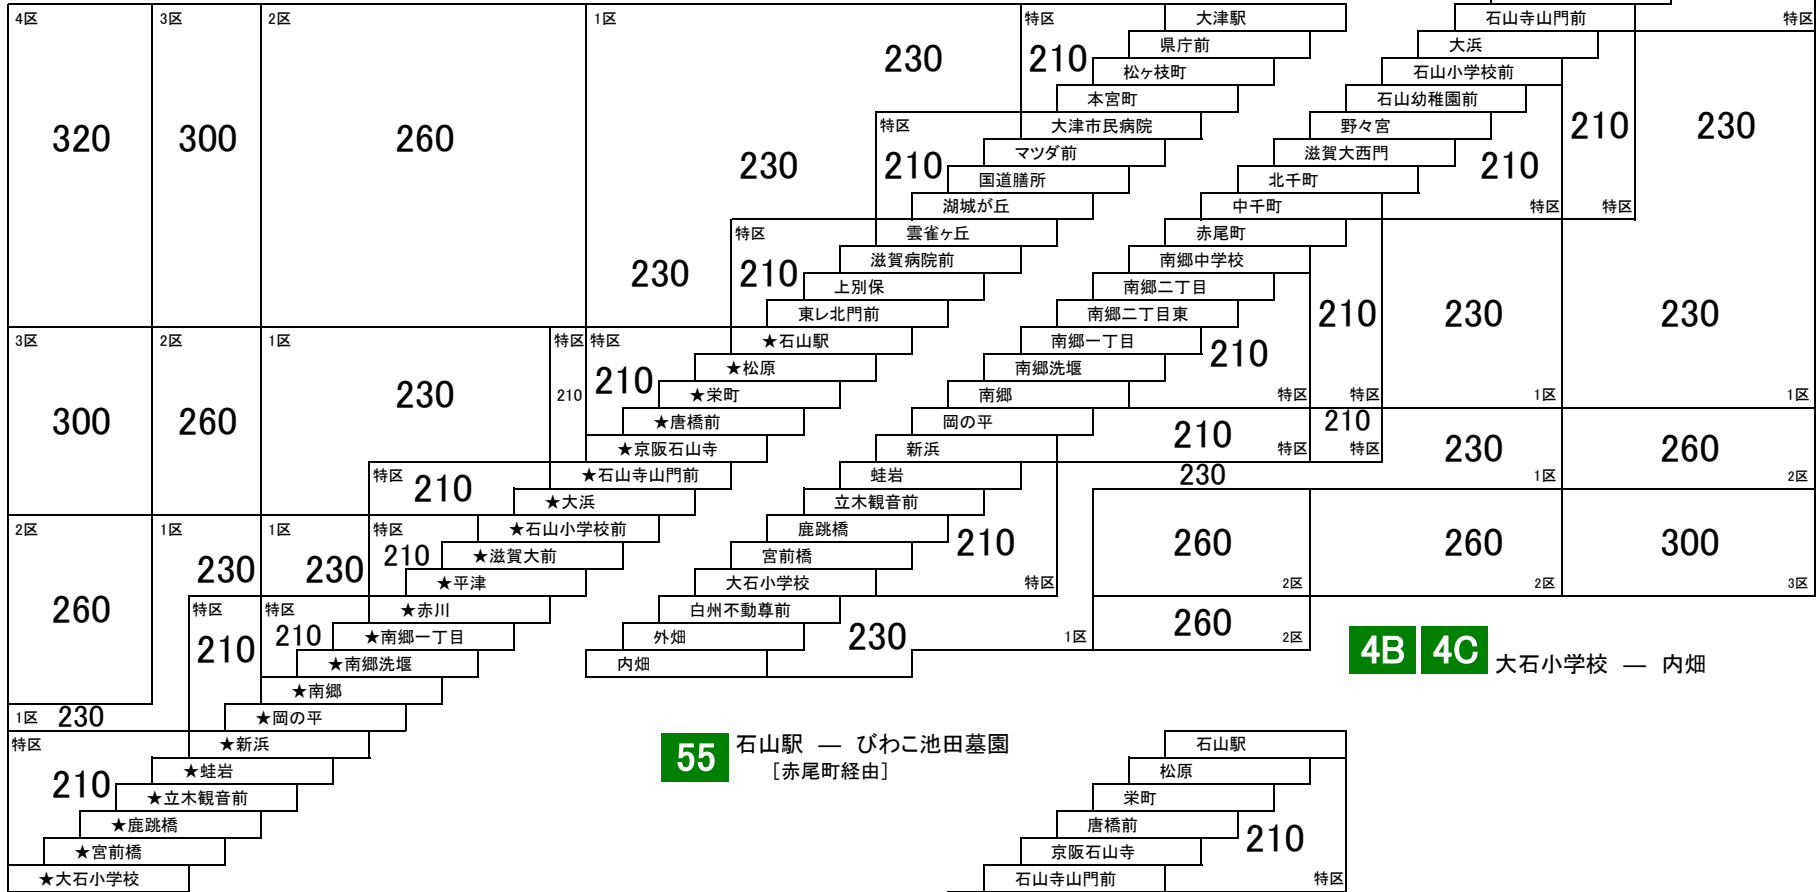 4区 3区 2区 1区 特区 大津駅 石山寺山門前 特区
県庁前 大浜
230 210
松ヶ枝町 石山小学校前
本宮町 石山幼稚園前
特区 大津市民病院 野々宮
320 300 260 210 230
マツダ前 滋賀大西門
230 210 210
国道膳所 北千町
湖城が丘 中千町 特区 特区
特区 雲雀ヶ丘 赤尾町
滋賀病院前 南郷中学校
230 210
上別保 南郷二丁目
東レ北門前 南郷二丁目東 210 230 230
3区 2区 1区 特区 特区 ★石山駅 南郷一丁目
210
★松原 南郷洗堰
210
230 210 ★栄町 南郷 特区 特区 1区 1区
300 260 ★唐橋前 岡の平 210
210
★京阪石山寺 新浜 特区 特区 230 260
特区 ★石山寺山門前 蛙岩 230 1区 2区
210
★大浜 立木観音前
2区 1区 1区 特区 ★石山小学校前 鹿跳橋
210 260 260 300
230 230 210 ★滋賀大前 宮前橋
★平津 大石小学校 特区 2区 2区 3区
260 特区 特区 ★赤川 白州不動尊前
210 ★南郷一丁目 外畑 230 1区 260 2区
210
★南郷洗堰 内畑 4B 4C 大石小学校 ― 内畑
★南郷
1区 230 ★岡の平
特区 ★新浜 55 石山駅 ― びわこ池田墓園 石山駅
★蛙岩 [赤尾町経由] 松原
210
★立木観音前 栄町
★鹿跳橋 唐橋前
210
★宮前橋 京阪石山寺
★大石小学校 石山寺山門前 特区